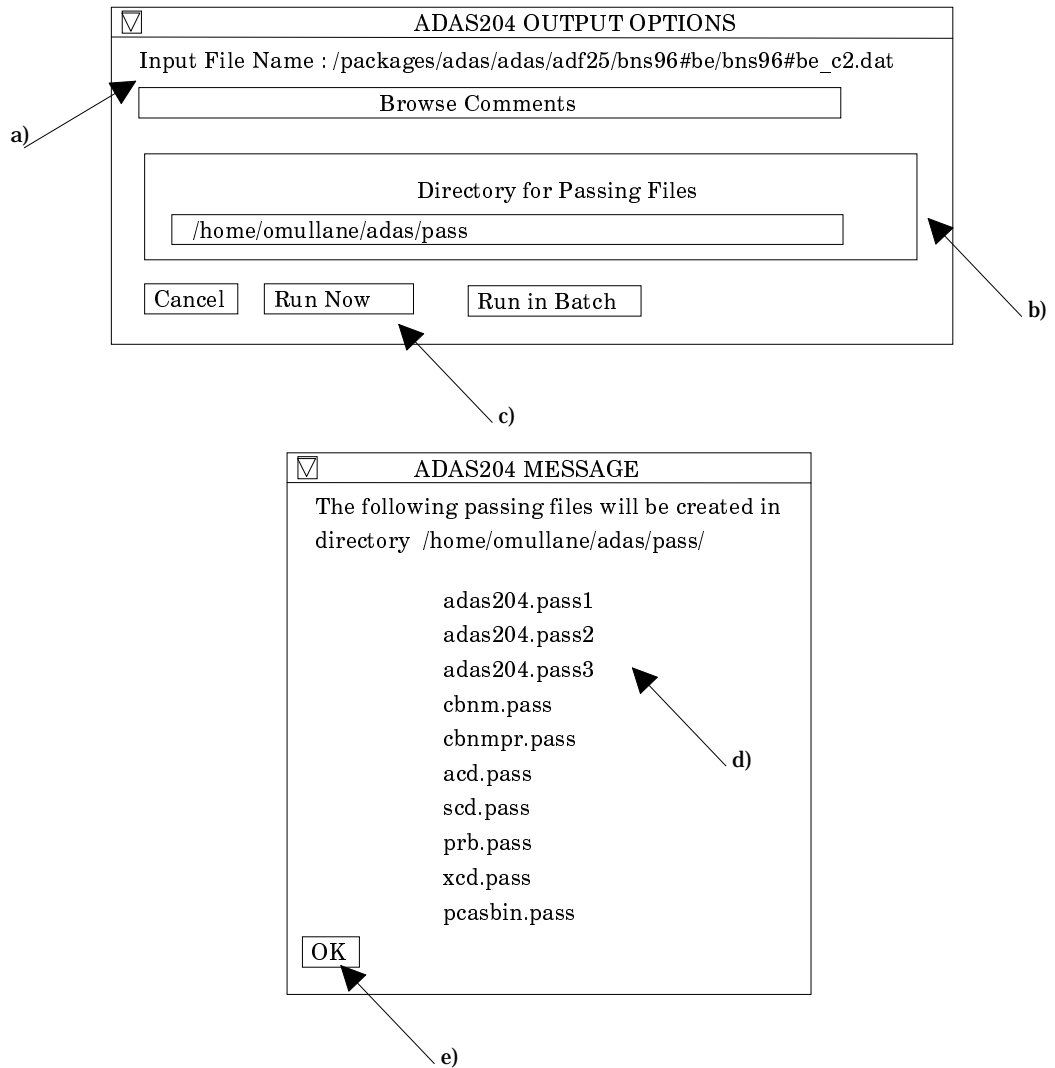 ADAS204 OUTPUT OPTIONS
Input File Name : /packages/adas/adas/adf25/bns96#be/bns96#be_c2.dat
Browse Comments
a)
Directory for Passing Files
/home/omullane/adas/pass
Cancel
Run Now
Run in Batch
b)
c)
ADAS204 MESSAGE
The following passing files will be created in
directory /home/omullane/adas/pass/
adas204.pass1
adas204.pass2
adas204.pass3
cbnm.pass
cbnmpr.pass
d)
acd.pass
scd.pass
prb.pass
xcd.pass
pcasbin.pass
OK
e)